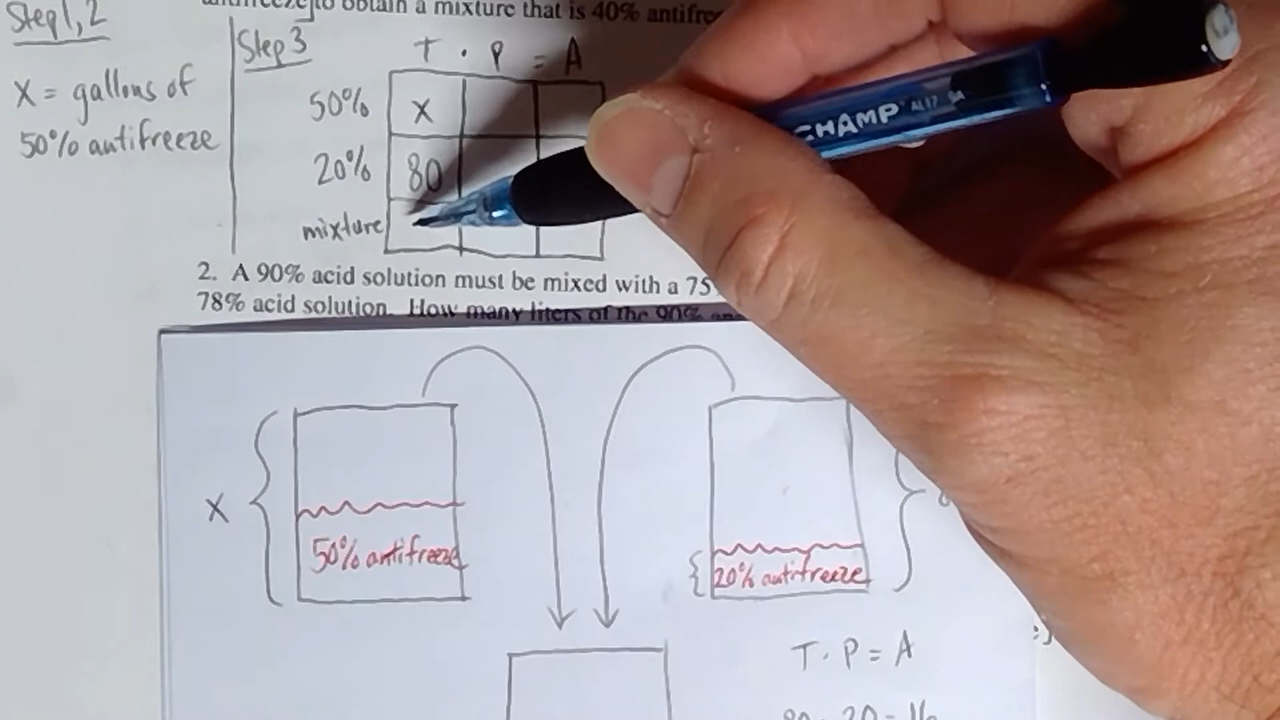 to obtain a mixture that is 40%
Step 1, 2
X = gallons of
50% antifreeze
Step 3
T · P = A
50% X
20% 80
mixture
2. A 90% acid solution must be mixed with a 75
78% acid solution. How many liters of the 90%
CHAMP AL17
X
50% antifreeze
20% antifreeze
T · P = A